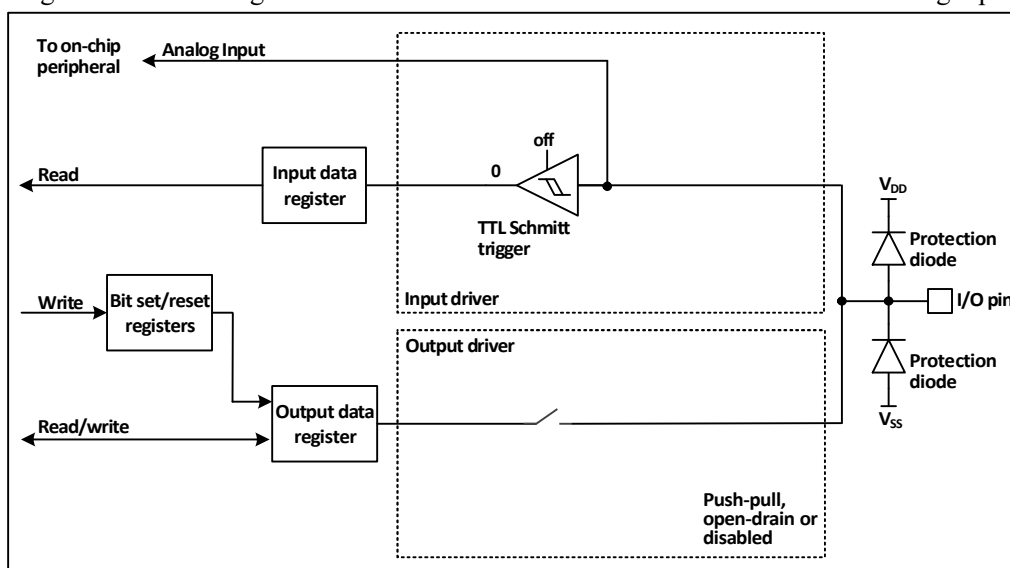 To on-chip
peripheral
Analog Input
off
Read
Input data
register
0
TTL Schmitt
trigger
V_DD
Protection
diode
Input driver
I/O pin
Write
Bit set/reset
registers
Output driver
Protection
diode
V_SS
Read/write
Output data
register
Push-pull,
open-drain or
disabled